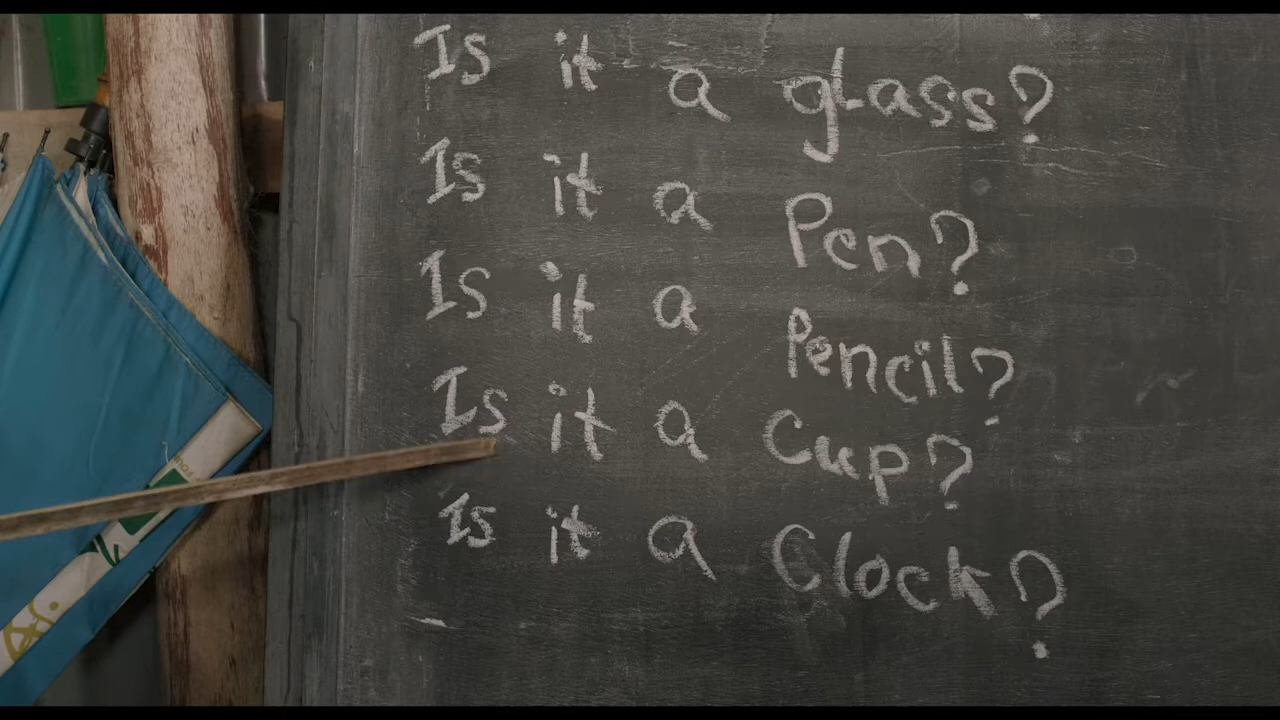 Is it a glass?
Is it a Pen?
Is it a Pencil?
Is it a Cup?
Is it a Clock?